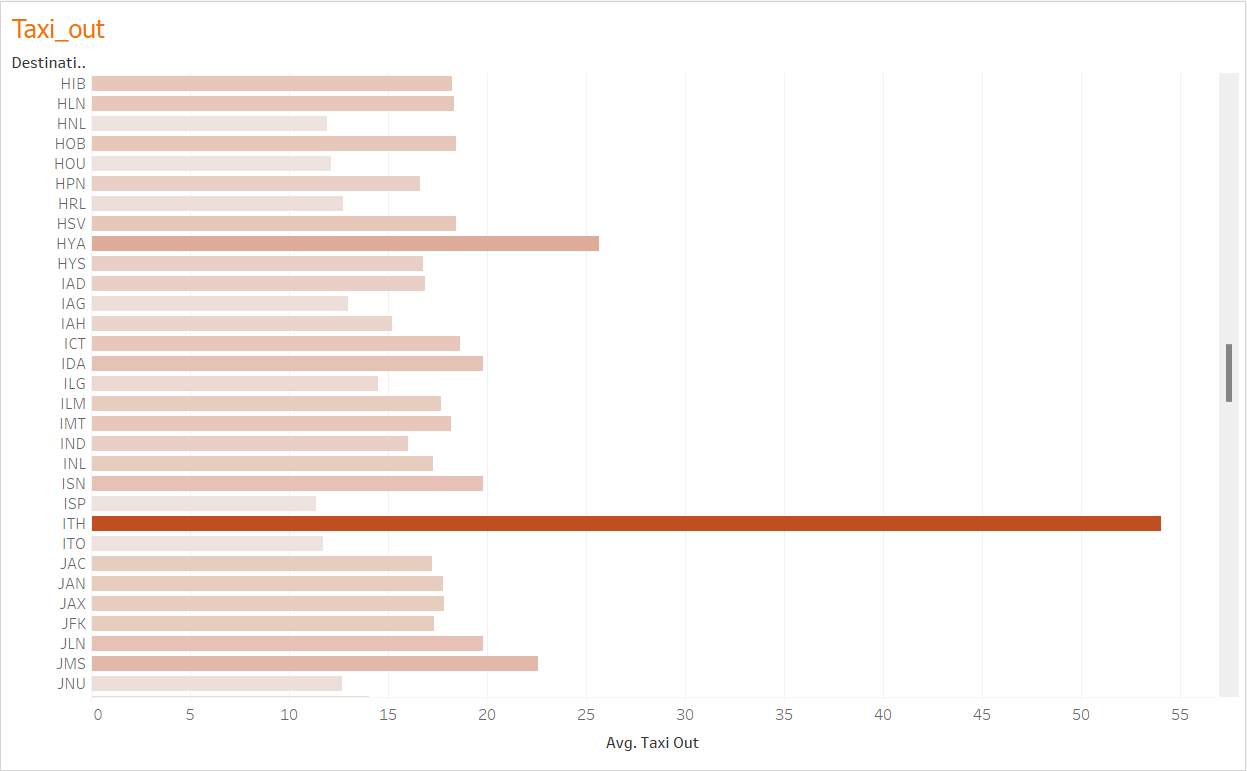 Taxi_out
Destinati..
HIB
HLN
HNL
HOB
HOU
HPN
HRL
HSV
HYA
HYS
IAD
IAG
IAH
ICT
IDA
ILG
ILM
IMT
IND
INL
ISN
ISP
ITH
ITO
JAC
JAN
JAX
JFK
JLN
JMS
JNU
0 5 10 15 20 25 30 35 40 45 50 55
Avg. Taxi Out